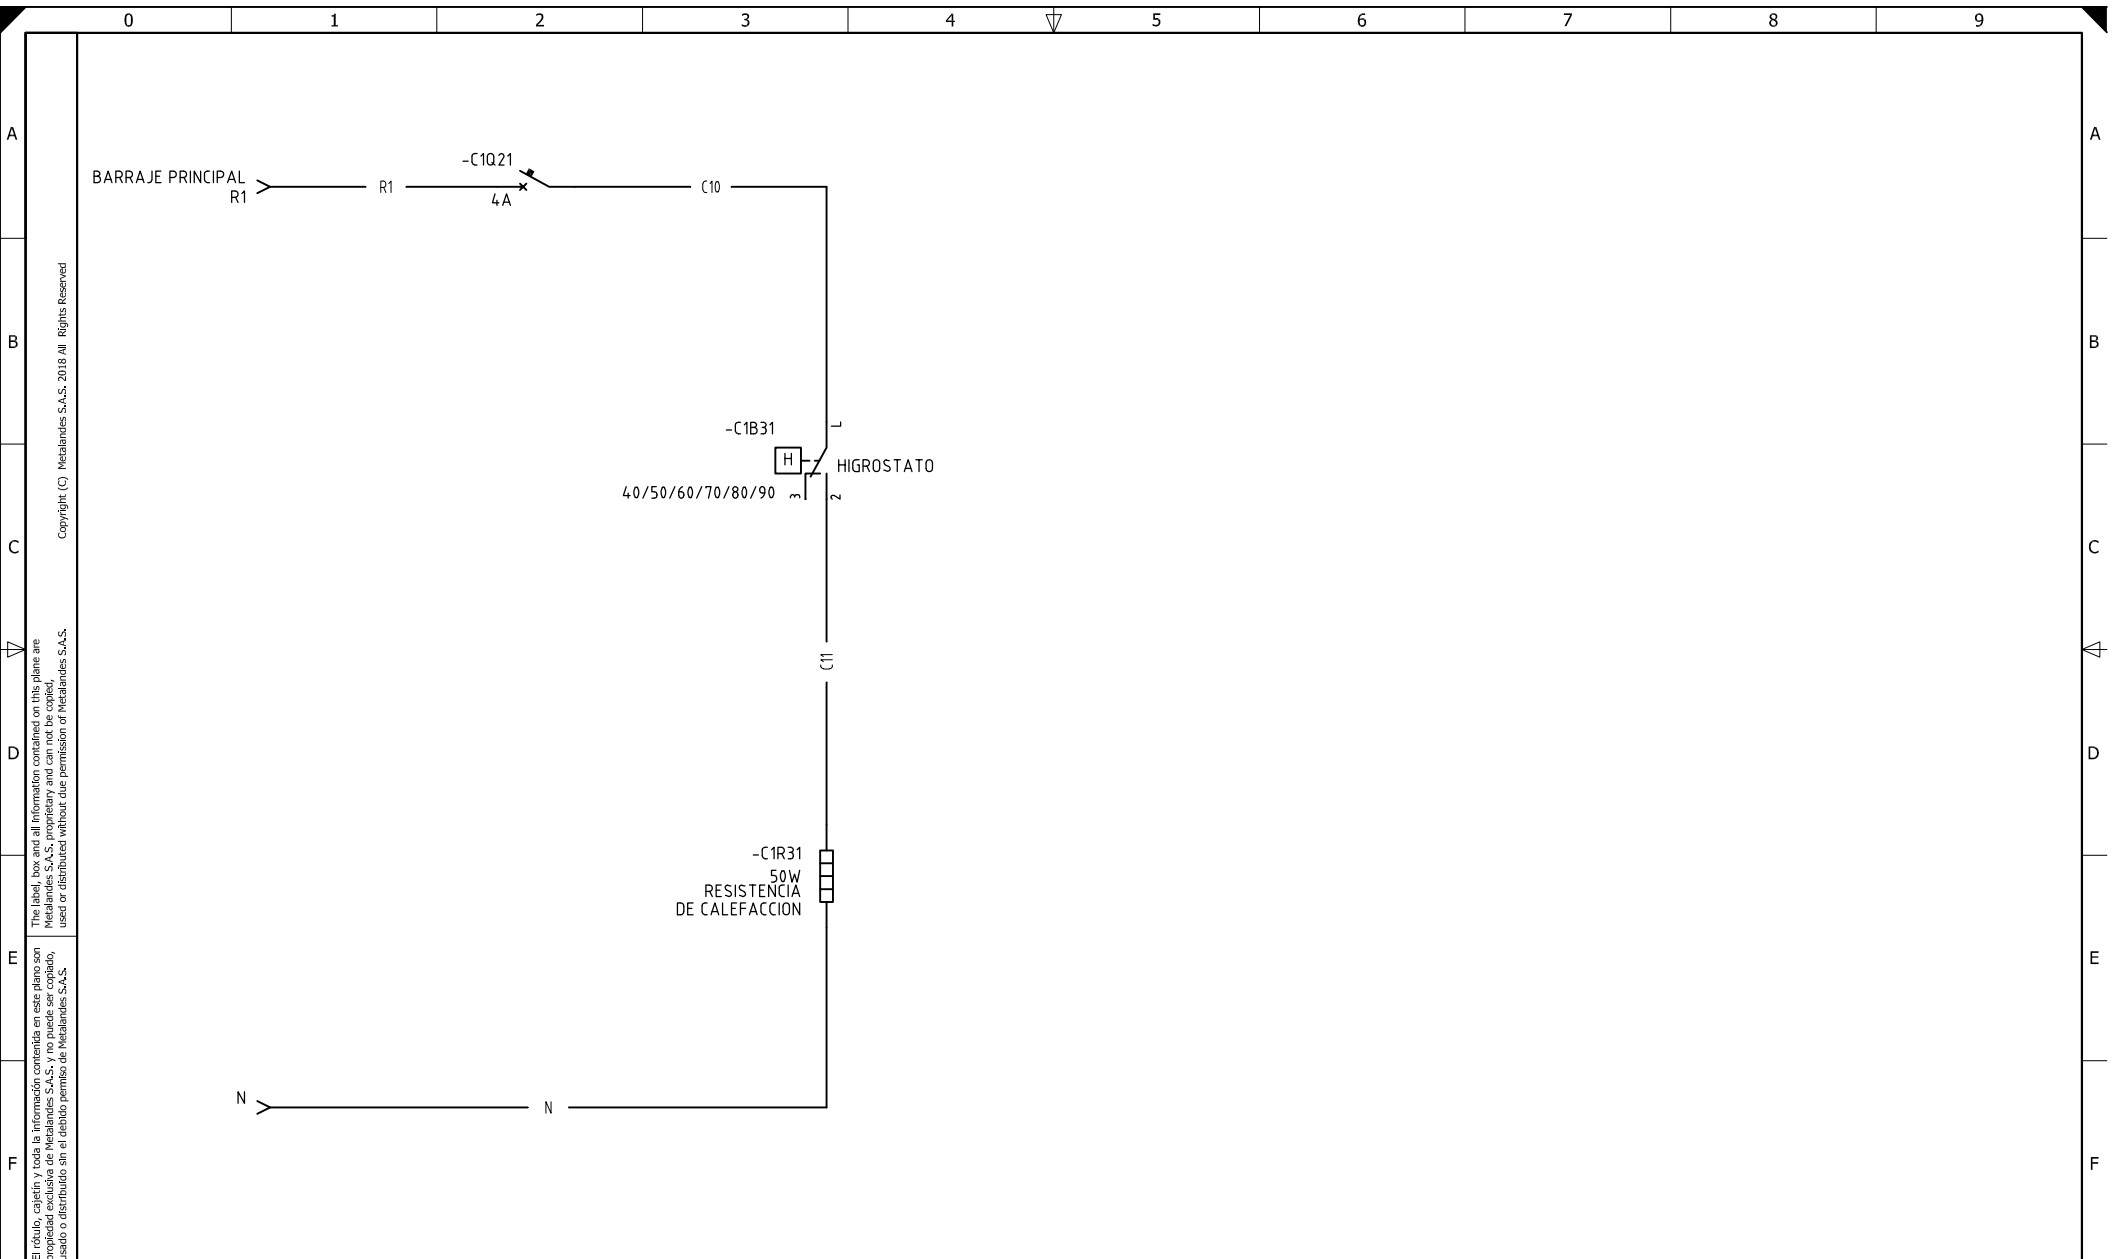 0 1 2 3 4 5 6 7 8 9
A A
-C1Q21
BARRAJE PRINCIPAL
R1
R1
4A
C10
B B
-C1B31
L
H
HIGROSTATO
40/50/60/70/80/90
3
2
C C
C11
D D
-C1R31
50W
RESISTENCIA
DE CALEFACCION
E E
N
N
F F
Copyright (C) Metalandes S.A.S. 2018 All Rights Reserved
The label, box and all information contained on this plane are
Metalandes S.A.S. proprietary and can not be copied,
used or distributed without due permission of Metalandes S.A.S.
El rótulo, cajetín y toda la información contenida en este plano son
propiedad exclusiva de Metalandes S.A.S. y no puede ser copiado,
usado o distribuido sin el debido permiso de Metalandes S.A.S.